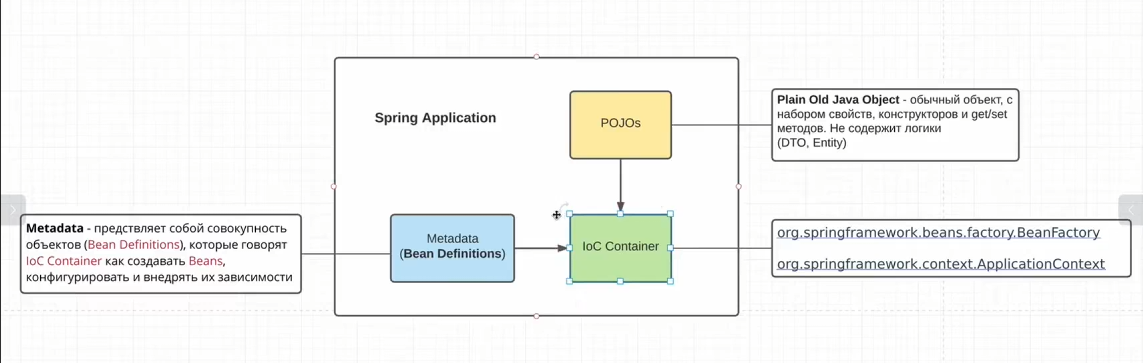 Spring Application
POJOs
Plain Old Java Object - обычный объект, с
набором свойств, конструкторов и get/set
методов. Не содержит логики
(DTO, Entity)
Metadata - предствляет собой совокупность
объектов (Bean Definitions), которые говорят
IoC Container как создавать Beans,
конфигурировать и внедрять их зависимости
Metadata
(Bean Definitions)
IoC Container
org.springframework.beans.factory.BeanFactory
org.springframework.context.ApplicationContext